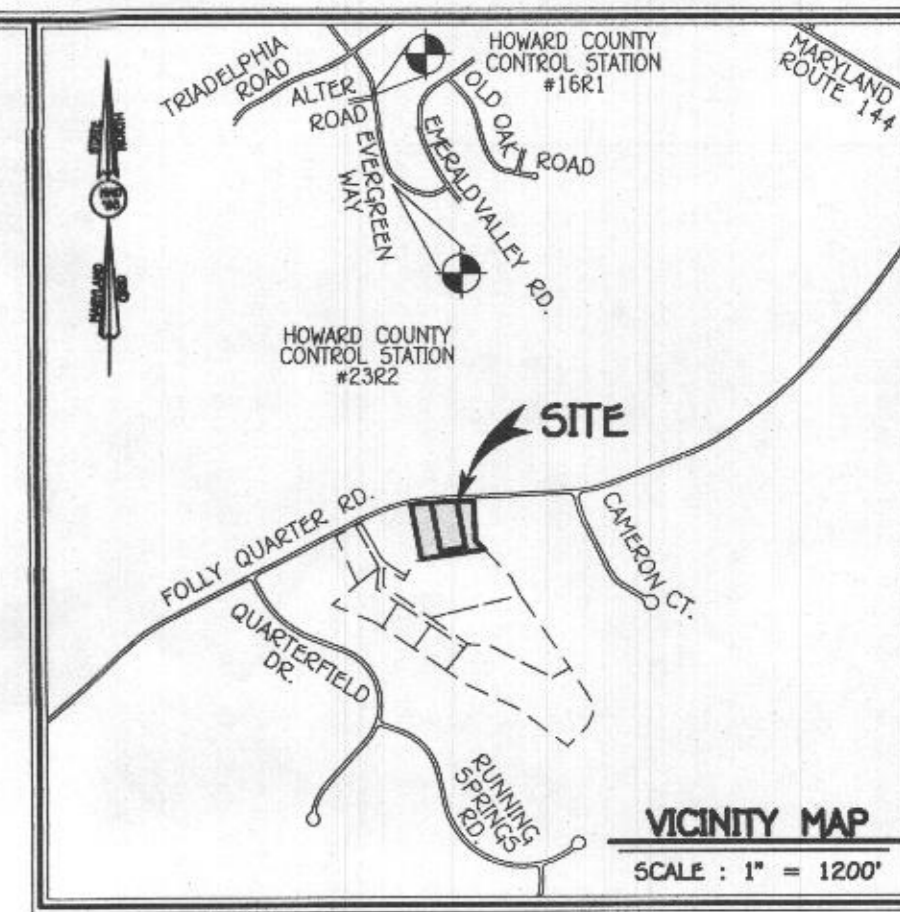 TRIADELPHIA
ROAD
ALTER
ROAD
EVERGREEN
WAY
HOWARD COUNTY
CONTROL STATION
#16R1
OLD OAK
ROAD
EMERALD VALLEY RD.
MARYLAND
ROUTE 144
MARYLAND
GRID
HOWARD COUNTY
CONTROL STATION
#23R2
SITE
FOLLY QUARTER RD.
CAMERON CT.
QUARTERFIELD
DR.
RUNNING
SPRINGS
RD.
VICINITY MAP
SCALE : 1" = 1200'